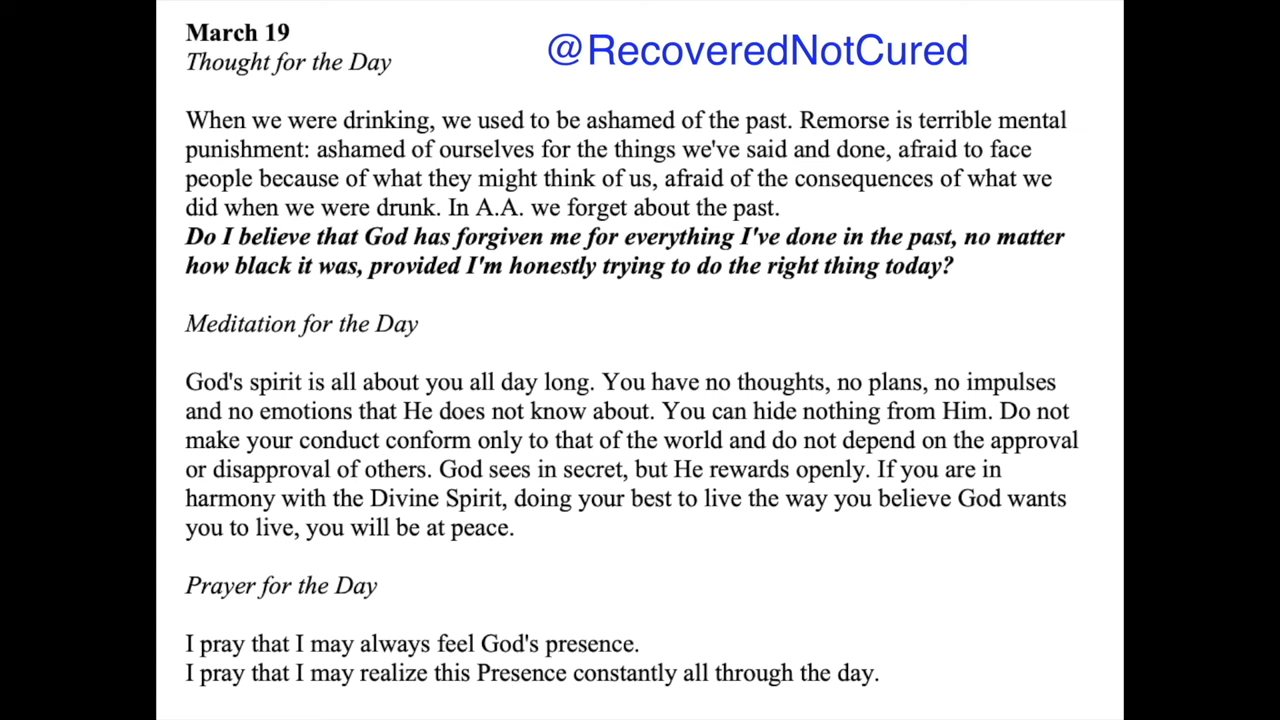 March 19
@RecoveredNotCured
Thought for the Day
When we were drinking, we used to be ashamed of the past. Remorse is terrible mental
punishment: ashamed of ourselves for the things we've said and done, afraid to face
people because of what they might think of us, afraid of the consequences of what we
did when we were drunk. In A.A. we forget about the past.
Do I believe that God has forgiven me for everything I've done in the past, no matter
how black it was, provided I'm honestly trying to do the right thing today?
Meditation for the Day
God's spirit is all about you all day long. You have no thoughts, no plans, no impulses
and no emotions that He does not know about. You can hide nothing from Him. Do not
make your conduct conform only to that of the world and do not depend on the approval
or disapproval of others. God sees in secret, but He rewards openly. If you are in
harmony with the Divine Spirit, doing your best to live the way you believe God wants
you to live, you will be at peace.
Prayer for the Day
I pray that I may always feel God's presence.
I pray that I may realize this Presence constantly all through the day.